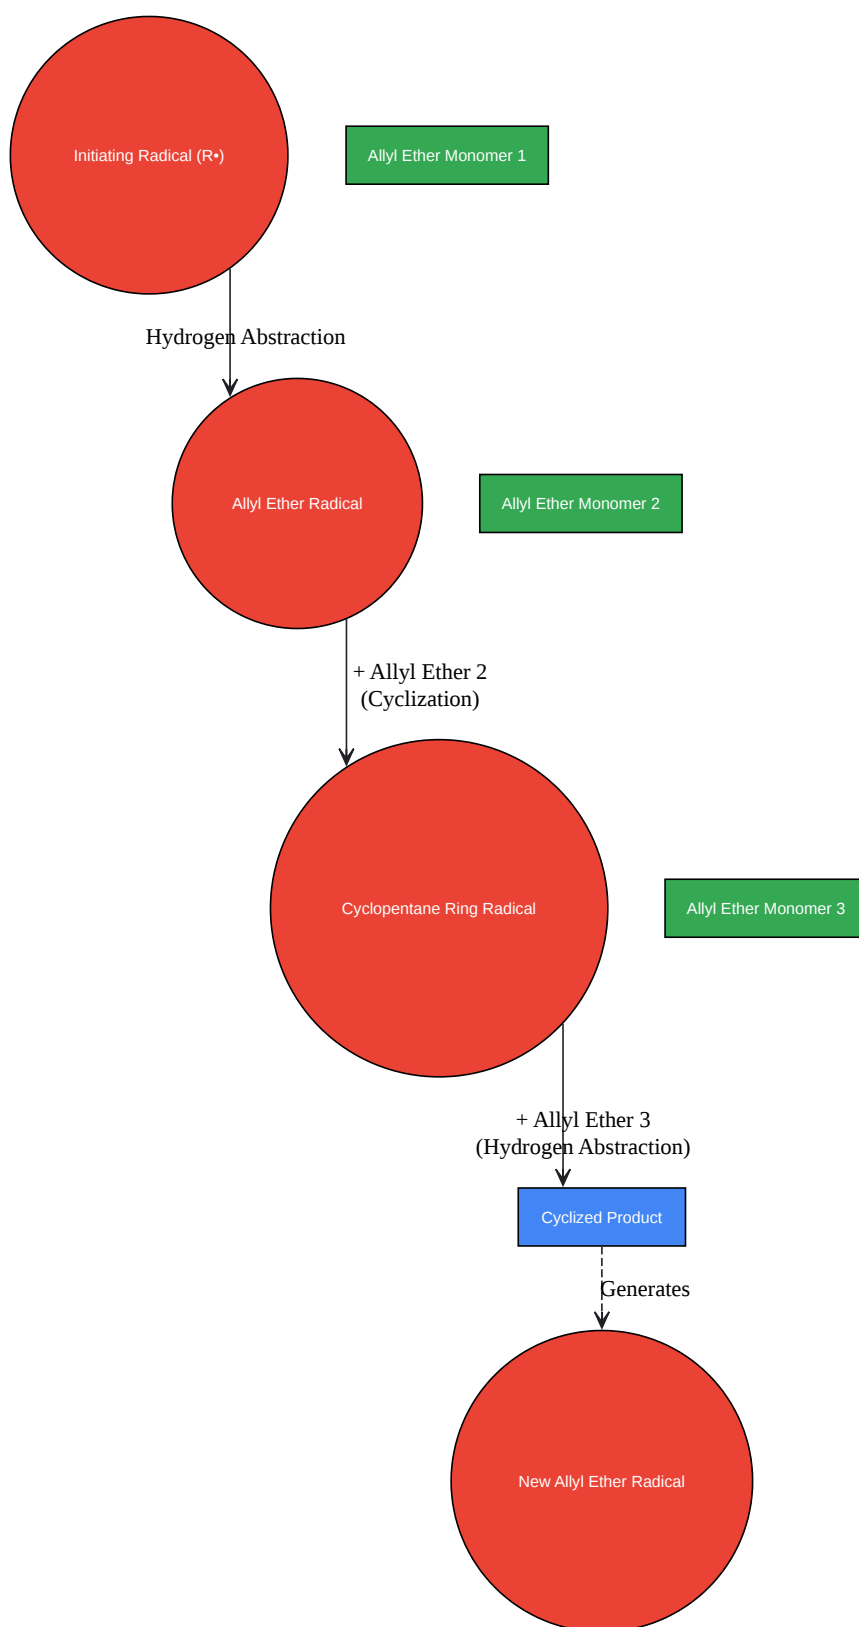 Initiating Radical (R•)
Allyl Ether Monomer 1
Hydrogen Abstraction
Allyl Ether Radical
Allyl Ether Monomer 2
+ Allyl Ether 2
(Cyclization)
Cyclopentane Ring Radical
Allyl Ether Monomer 3
+ Allyl Ether 3
(Hydrogen Abstraction)
Cyclized Product
Generates
New Allyl Ether Radical